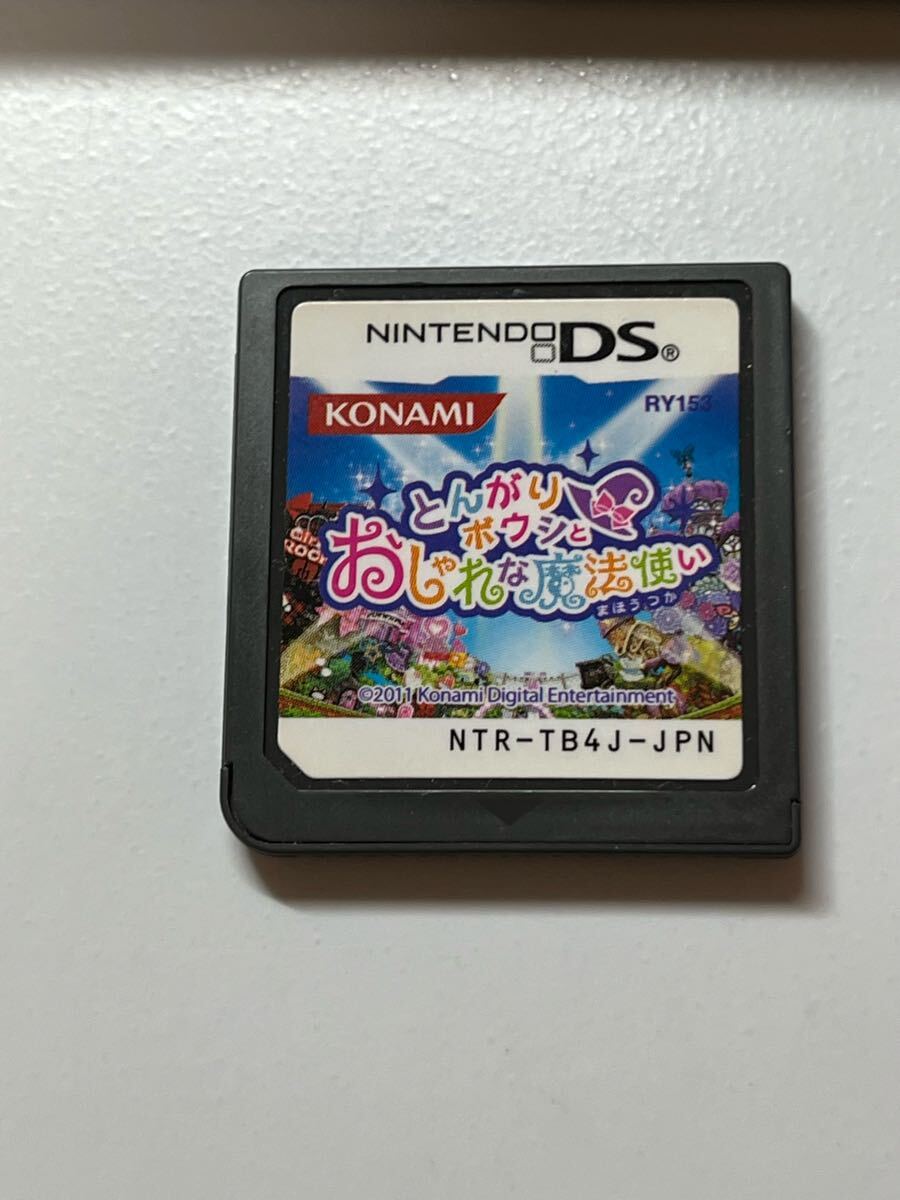 NINTENDO DS®
KONAMI
RY153
とんがり
ボウシと
おしゃれな魔法使い
まほうつか
©2011 Konami Digital Entertainment
NTR-TB4J-JPN